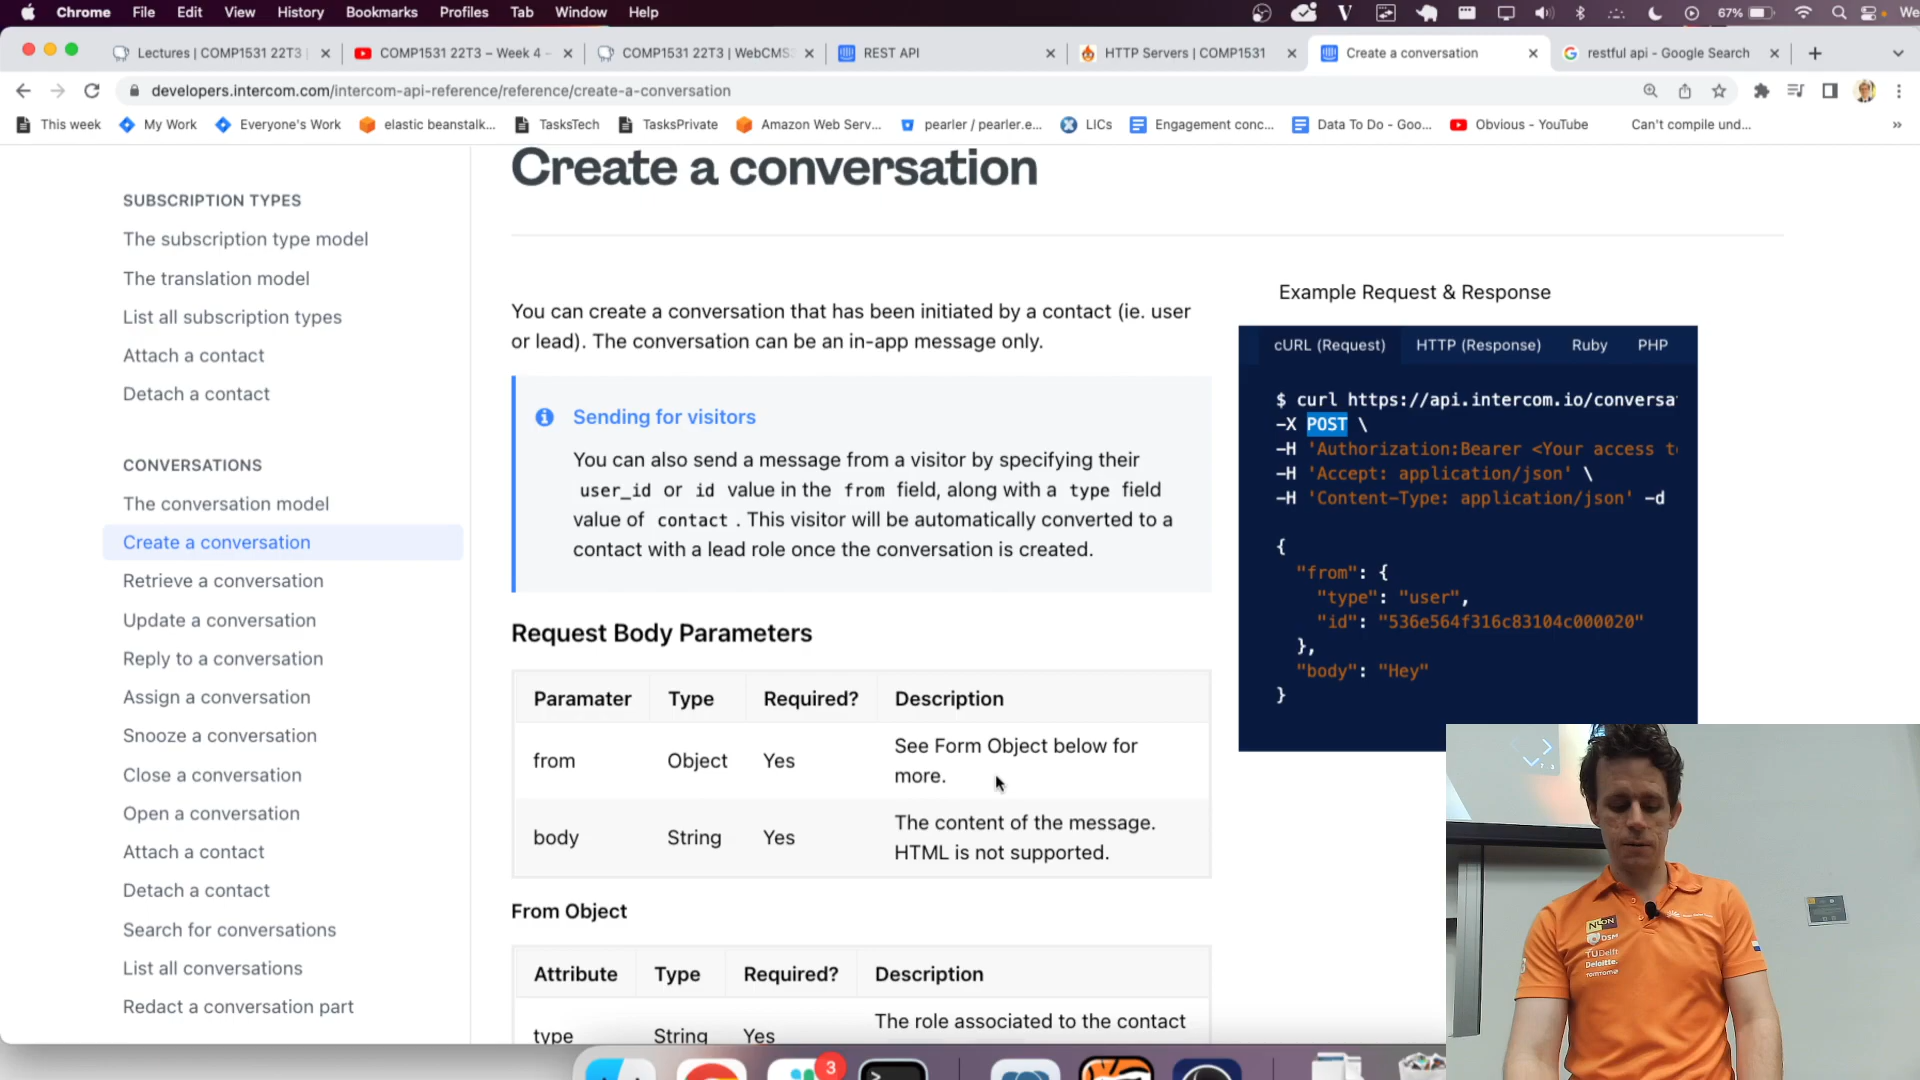 Chrome File Edit View History Bookmarks Profiles Tab Window Help
67%
We
Lectures | COMP1531 22T3 |
COMP1531 22T3 – Week 4 -
COMP1531 22T3 | WebCMS3
REST API
HTTP Servers | COMP1531
Create a conversation
restful api - Google Search
developers.intercom.com/intercom-api-reference/reference/create-a-conversation
This week
My Work
Everyone's Work
elastic beanstalk...
TasksTech
TasksPrivate
Amazon Web Serv...
pearler / pearler.e...
LICs
Engagement conc...
Data To Do - Goo...
Obvious - YouTube
Can't compile und...
»
SUBSCRIPTION TYPES
The subscription type model
The translation model
List all subscription types
Attach a contact
Detach a contact
CONVERSATIONS
The conversation model
Create a conversation
Retrieve a conversation
Update a conversation
Reply to a conversation
Assign a conversation
Snooze a conversation
Close a conversation
Open a conversation
Attach a contact
Detach a contact
Search for conversations
List all conversations
Redact a conversation part
Create a conversation
You can create a conversation that has been initiated by a contact (ie. user
or lead). The conversation can be an in-app message only.
Sending for visitors
You can also send a message from a visitor by specifying their
user_id or id value in the from field, along with a type field
value of contact . This visitor will be automatically converted to a
contact with a lead role once the conversation is created.
Request Body Parameters
Paramater Type Required? Description
from Object Yes See Form Object below for
more.
body String Yes The content of the message.
HTML is not supported.
From Object
Attribute Type Required? Description
type String Yes The role associated to the contact
Example Request & Response
cURL (Request) HTTP (Response) Ruby PHP
$ curl https://api.intercom.io/conversa
-X POST \
-H 'Authorization:Bearer <Your access t
-H 'Accept: application/json' \
-H 'Content-Type: application/json' -d
{
"from": {
"type": "user",
"id": "536e564f316c83104c000020"
},
"body": "Hey"
}
3
DSM
TUDelft
Deloitte.